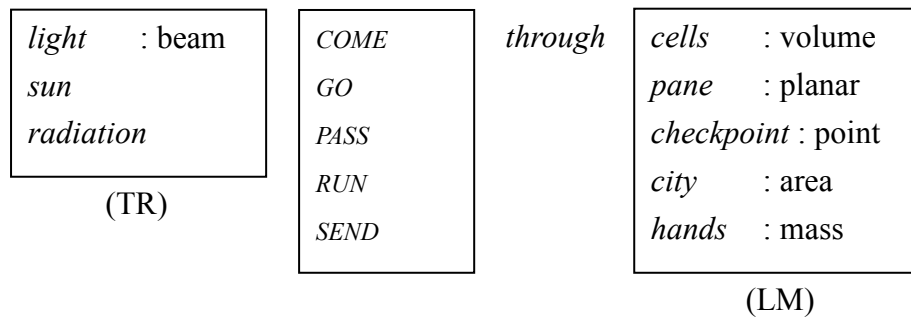 light : beam COME through cells : volume
sun GO pane : planar
radiation PASS checkpoint : point
RUN city : area
(TR)
SEND hands : mass
(LM)